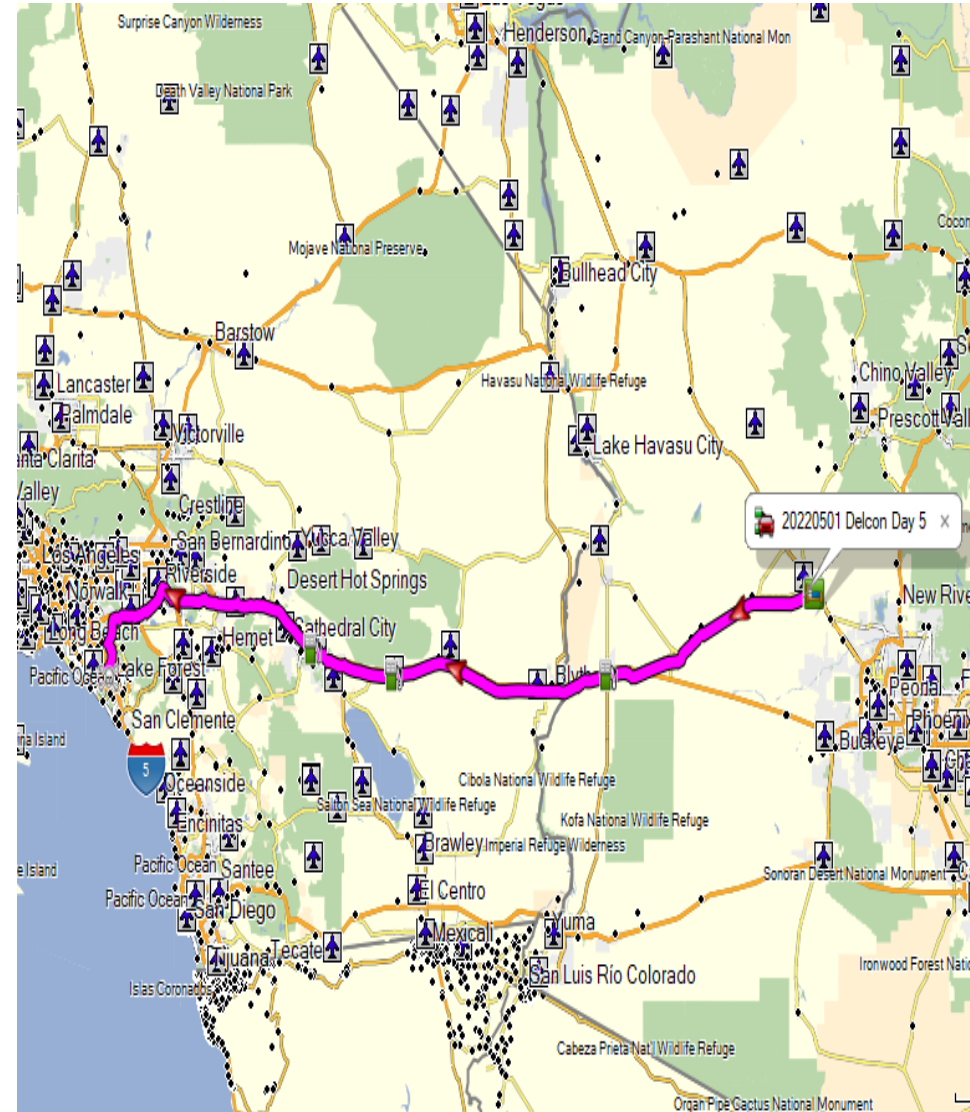 Surprise Canyon Wilderness
Henderson
Grand Canyon-Parashant National Mon
Death Valley National Park
Mojave National Preserve
Bullhead City
Barstow
Chino Valley
Havasu National Wildlife Refuge
Lancaster
Palmdale
Victorville
Lake Havasu City
Valley
Crestline
20220501 Delcon Day 5
Los Angeles
San Bernardino
Yucca Valley
Riverside
Desert Hot Springs
Norwalk
New Rive
Long Beach
Hemet
Cathedral City
Lake Forest
Pacific Ocean
Blyth
Peoria
San Clemente
Buckeye
Phoenix
5
Oceanside
Cibola National Wildlife Refuge
Salton Sea National Wildlife Refuge
Encinitas
Kofa National Wildlife Refuge
Brawley
Imperial Refuge Wilderness
Pacific Ocean
Santee
e Island
Sonoran Desert National Monument
El Centro
Pacific Ocean
San Diego
Yuma
Mexicali
Tecate
Tijuana
San Luis Río Colorado
Ironwood Forest Natio
Islas Coronados
Cabeza Prieta Nat'l Wildlife Refuge
Organ Pipe Cactus National Monument